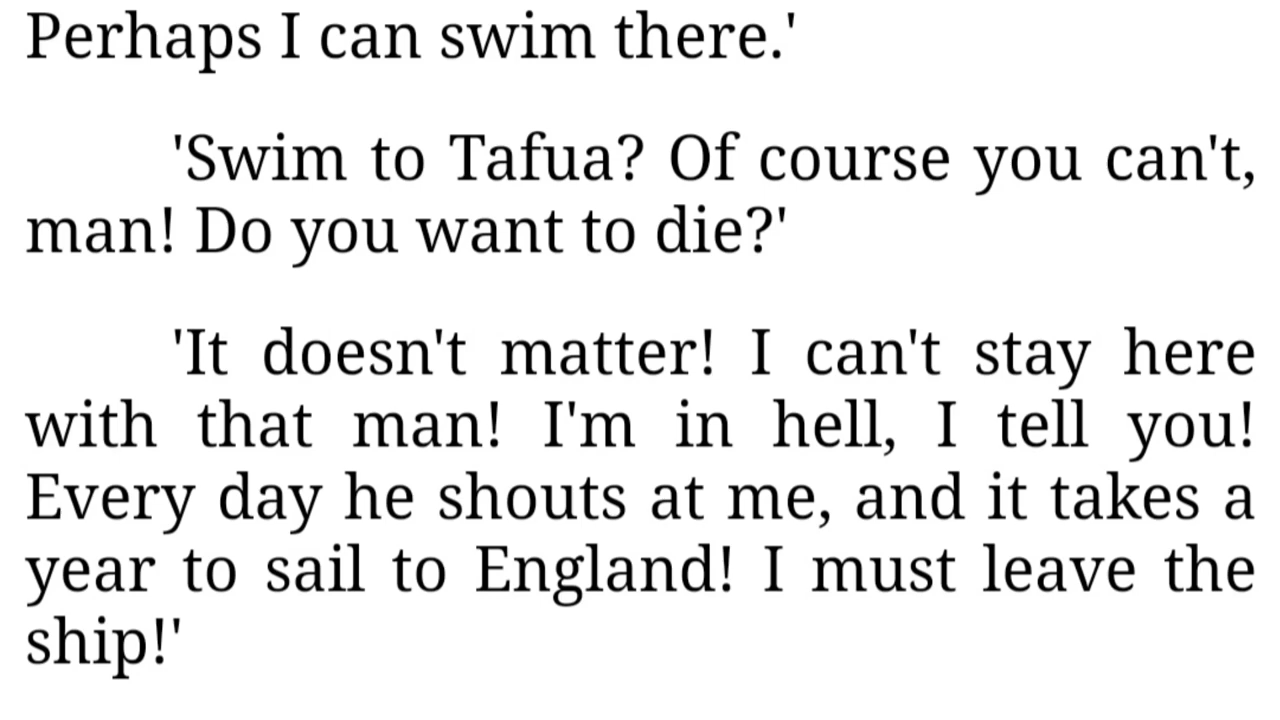 Perhaps I can swim there.'
'Swim to Tafua? Of course you can't,
man! Do you want to die?'
'It doesn't matter! I can't stay here
with that man! I'm in hell, I tell you!
Every day he shouts at me, and it takes a
year to sail to England! I must leave the
ship!'